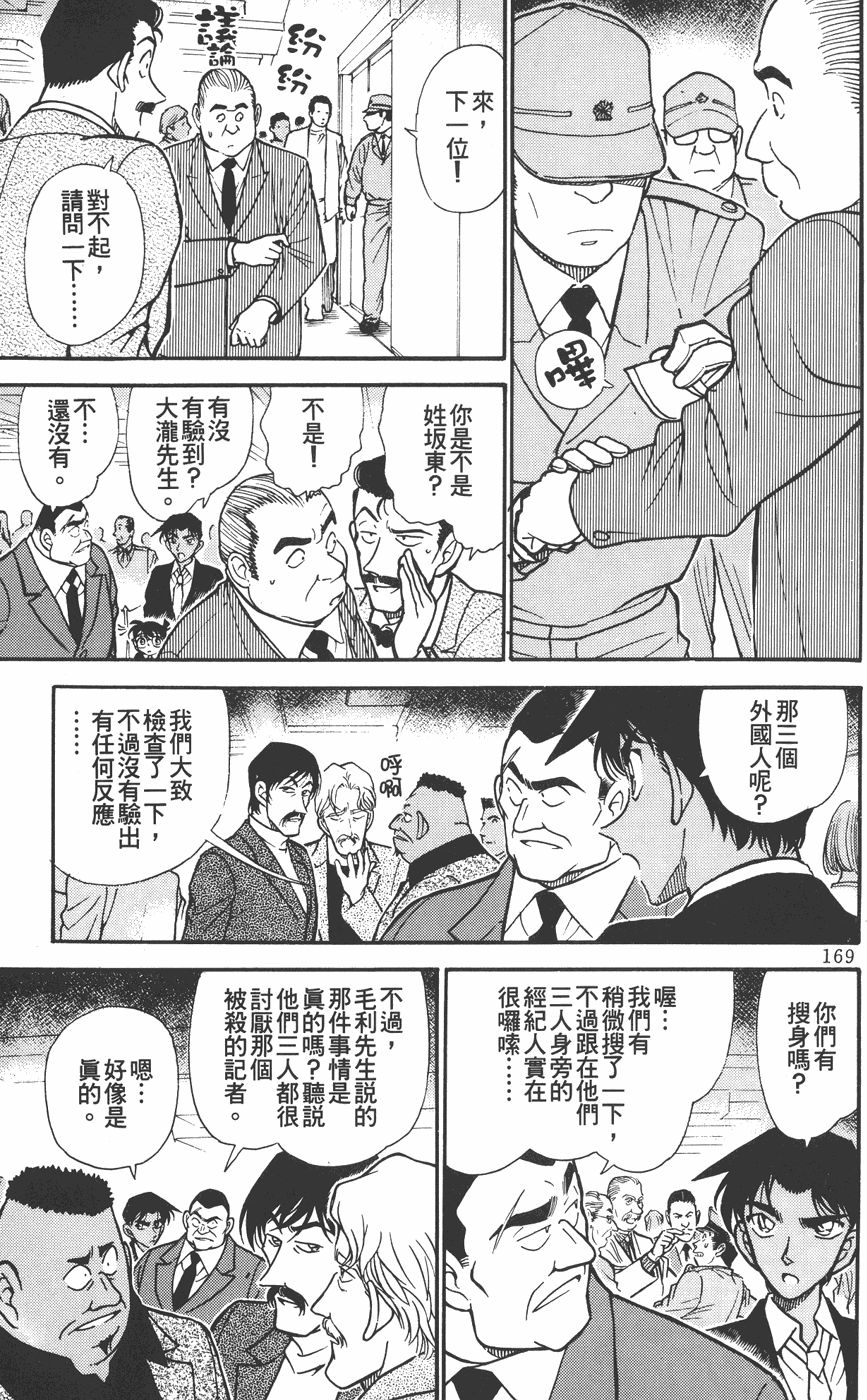 嗶
來，
下一位！
議論
紛
紛
對不起，
請問一下……
你是不是
姓坂東？
不是！
有沒
有驗到？
大瀧先生。
不…
還沒有。
那三個
外國人呢？
呼啊
我們大致
檢查了一下，
不過沒有驗出
有任何反應
……
169
你們有
搜身嗎？
喔…
我們有
稍微搜了一下，
不過跟在他們
三人身旁的
經紀人實在
很囉嗦……
不過，
毛利先生說的
那件事情是
真的嗎？聽說
他們三人都很
討厭那個
被殺的記者。
嗯…
好像是
真的。